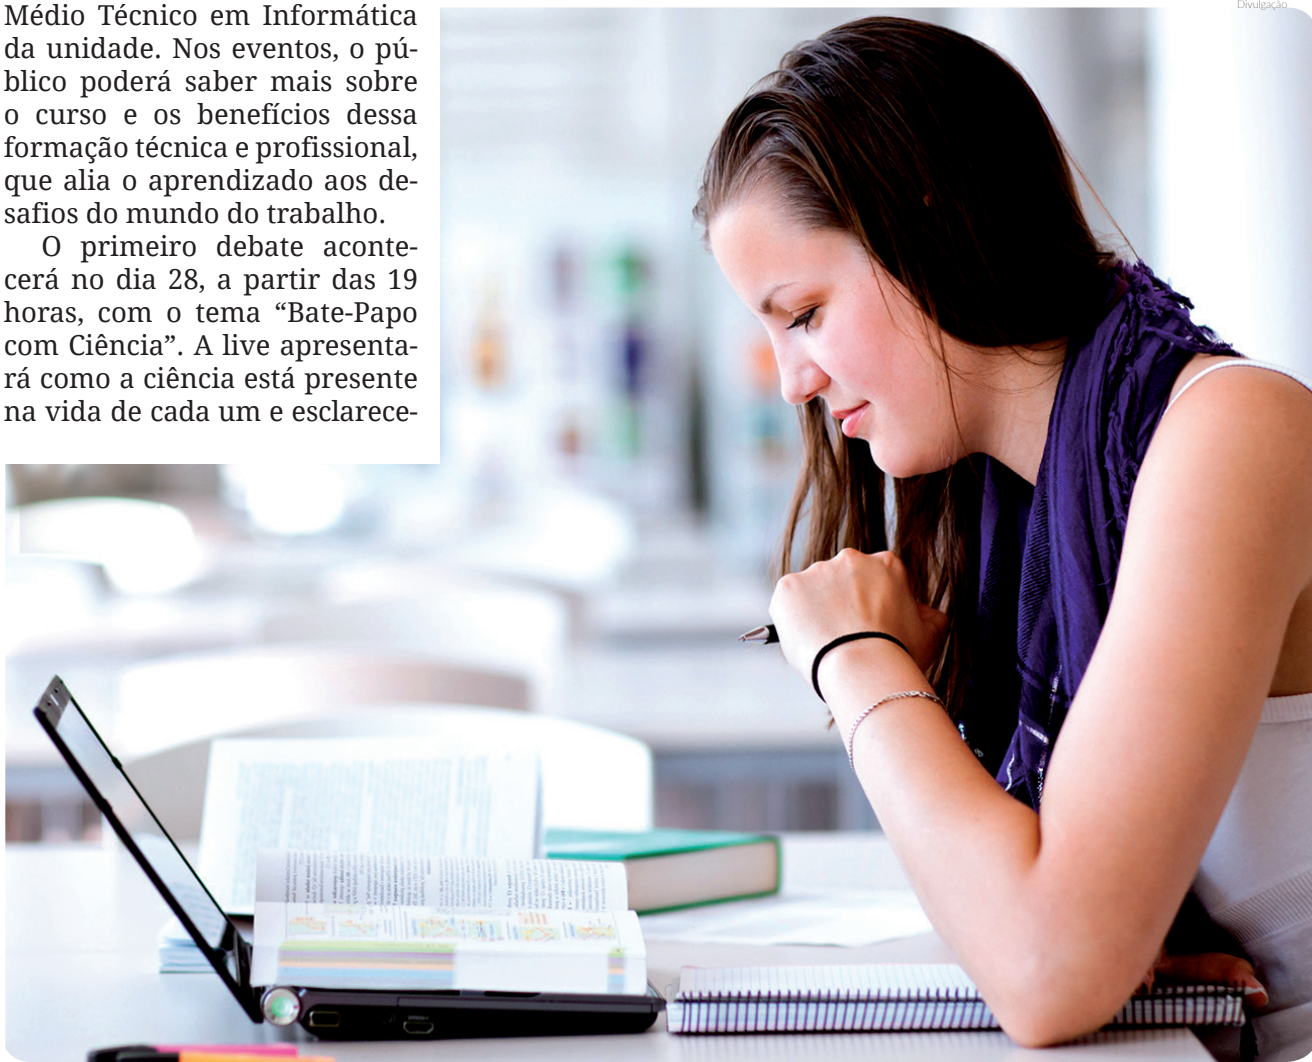 Divulgação
Médio Técnico em Informática
da unidade. Nos eventos, o pú-
blico poderá saber mais sobre
o curso e os benefícios dessa
formação técnica e profissional,
que alia o aprendizado aos de-
safios do mundo do trabalho.
O primeiro debate aconte-
cerá no dia 28, a partir das 19
horas, com o tema “Bate-Papo
com Ciência”. A live apresenta-
rá como a ciência está presente
na vida de cada um e esclarece-